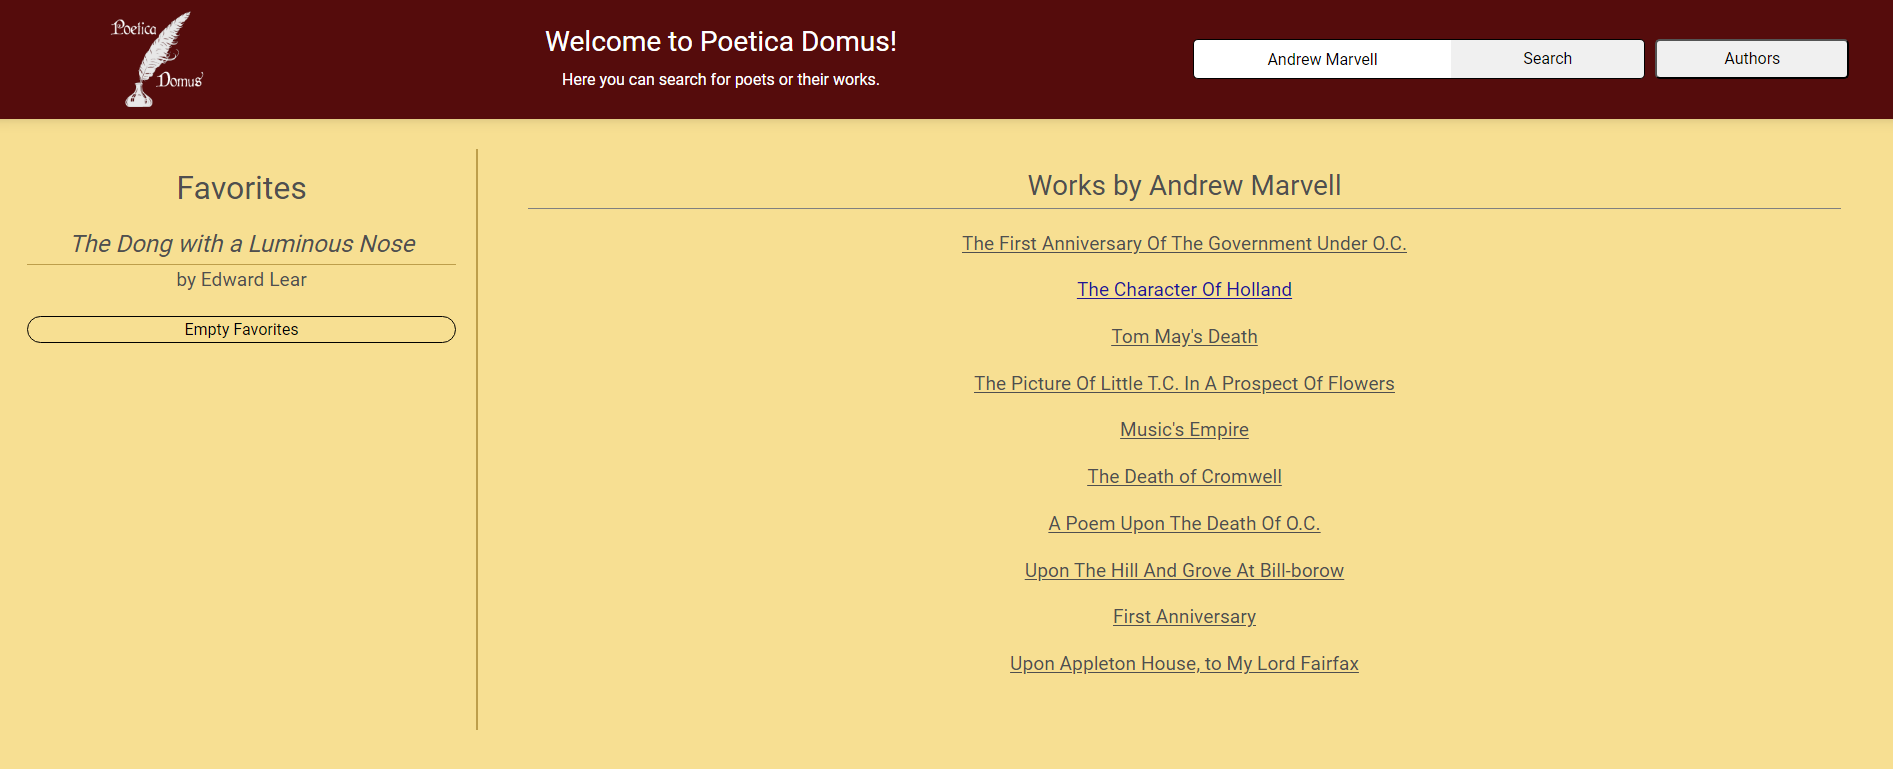 Poetica
Domus
Welcome to Poetica Domus!
Here you can search for poets or their works.
Andrew Marvell
Search
Authors
Favorites
The Dong with a Luminous Nose
by Edward Lear
Empty Favorites
Works by Andrew Marvell
The First Anniversary Of The Government Under O.C.
The Character Of Holland
Tom May's Death
The Picture Of Little T.C. In A Prospect Of Flowers
Music's Empire
The Death of Cromwell
A Poem Upon The Death Of O.C.
Upon The Hill And Grove At Bill-borow
First Anniversary
Upon Appleton House, to My Lord Fairfax